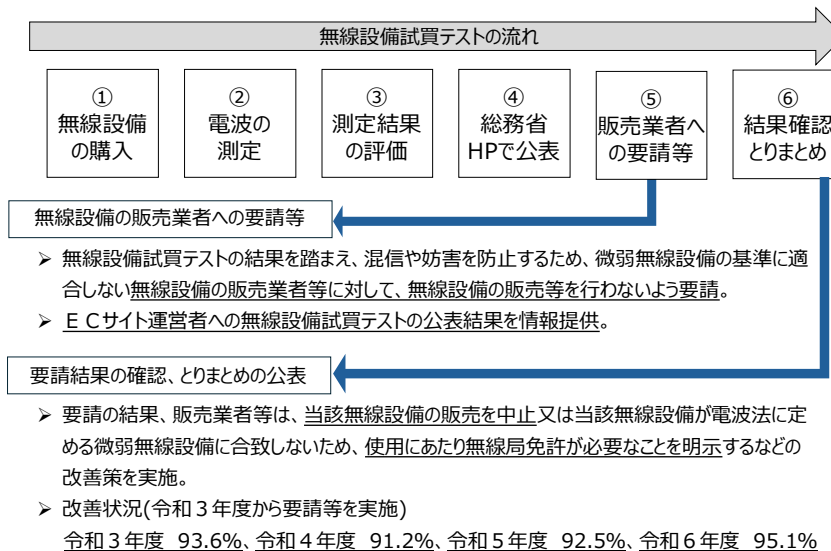 無線設備試買テストの流れ
①
無線設備
の購入
②
電波の
測定
③
測定結果
の評価
④
総務省
HPで公表
⑤
販売業者へ
の要請等
⑥
結果確認
とりまとめ
無線設備の販売業者への要請等
➢ 無線設備試買テストの結果を踏まえ、混信や妨害を防止するため、微弱無線設備の基準に適
合しない無線設備の販売業者等に対して、無線設備の販売等を行わないよう要請。
➢ ＥＣサイト運営者への無線設備試買テストの公表結果を情報提供。
要請結果の確認、とりまとめの公表
➢ 要請の結果、販売業者等は、当該無線設備の販売を中止又は当該無線設備が電波法に定
める微弱無線設備に合致しないため、使用にあたり無線局免許が必要なことを明示するなどの
改善策を実施。
➢ 改善状況(令和３年度から要請等を実施)
令和３年度 93.6%、令和４年度 91.2%、令和５年度 92.5%、令和６年度 95.1%